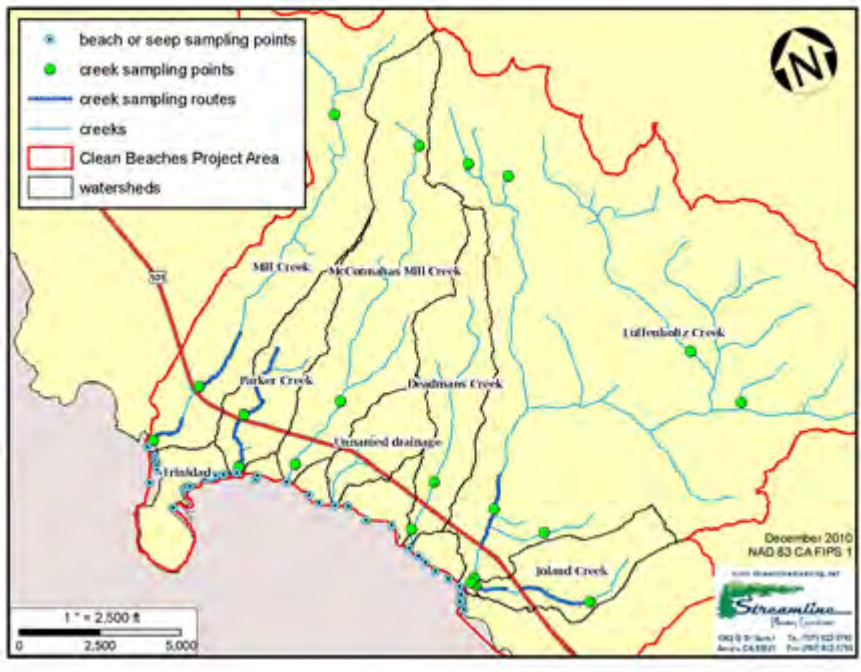 beach or seep sampling points
creek sampling points
creek sampling routes
creeks
Clean Beaches Project Area
watersheds
N
101
Mill Creek
McConnahas Mill Creek
Luffenholtz Creek
Parker Creek
Deadmans Creek
Unnamed drainage
Trinidad
Joland Creek
December 2010
NAD 83 CA FIPS 1
Streamline
1 " = 2,500 ft
0 2,500 5,000